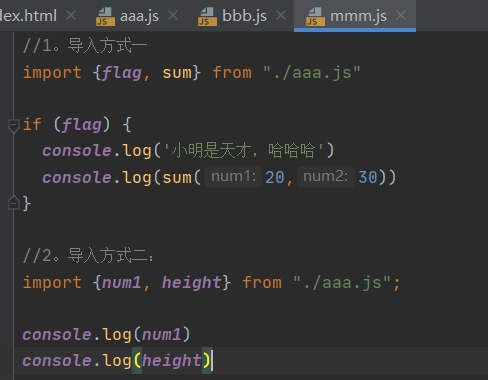 dex.html aaa.js bbb.js mmm.js
//1。导入方式一
import {flag, sum} from "./aaa.js"
if (flag) {
console.log('小明是天才，哈哈哈')
console.log(sum( num1: 20, num2: 30))
}
//2。导入方式二：
import {num1, height} from "./aaa.js";
console.log(num1)
console.log(height)